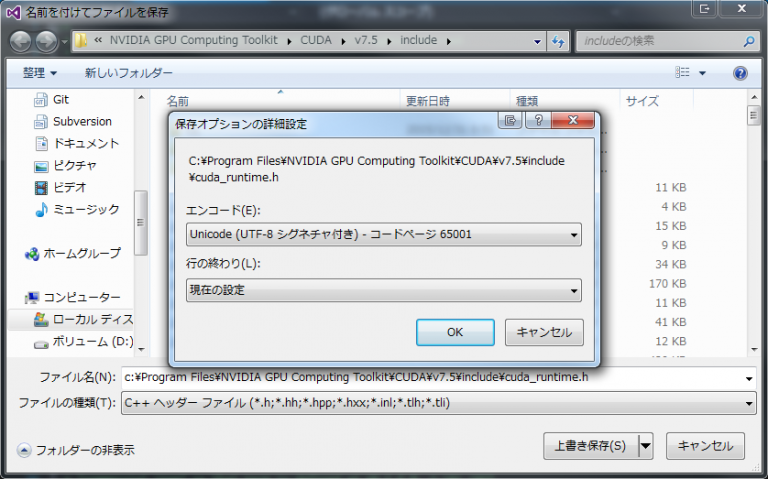 名前を付けてファイルを保存
« NVIDIA GPU Computing Toolkit ▸ CUDA ▸ v7.5 ▸ include ▸
includeの検索
整理 ▼ 新しいフォルダー
Git
Subversion
ドキュメント
ピクチャ
ビデオ
ミュージック
ホームグループ
コンピューター
ローカル ディス
ボリューム (D:)
名前 更新日時 種類 サイズ
11 KB
4 KB
15 KB
9 KB
34 KB
170 KB
11 KB
41 KB
12 KB
保存オプションの詳細設定
C:¥Program Files¥NVIDIA GPU Computing Toolkit¥CUDA¥v7.5¥include
¥cuda_runtime.h
エンコード(E):
Unicode (UTF-8 シグネチャ付き) - コードページ 65001
行の終わり(L):
現在の設定
OK キャンセル
ファイル名(N): c:¥Program Files¥NVIDIA GPU Computing Toolkit¥CUDA¥v7.5¥include¥cuda_runtime.h
ファイルの種類(T): C++ ヘッダー ファイル (*.h;*.hh;*.hpp;*.hxx;*.inl;*.tlh;*.tli)
フォルダーの非表示
上書き保存(S) キャンセル